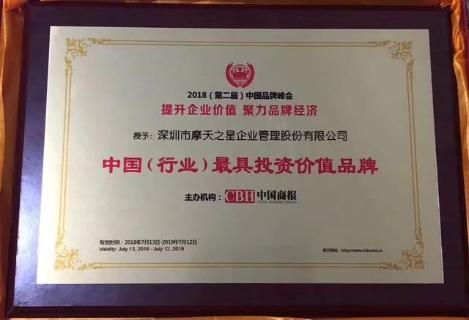 2018（第二届）中国品牌峰会
提升企业价值 聚力品牌经济
授予：深圳市摩天之星企业管理股份有限公司
中国（行业）最具投资价值品牌
主办机构：CBH 中国商报
有效时间：2018年7月13日-2019年7月12日
Validity: July 13, 2018 - July 12, 2019